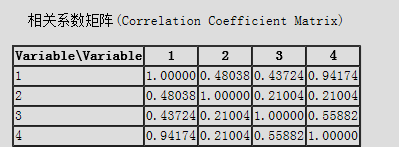 相关系数矩阵(Correlation Coefficient Matrix)
Variable\Variable 1 2 3 4
1 1.00000 0.48038 0.43724 0.94174
2 0.48038 1.00000 0.21004 0.21004
3 0.43724 0.21004 1.00000 0.55882
4 0.94174 0.21004 0.55882 1.00000